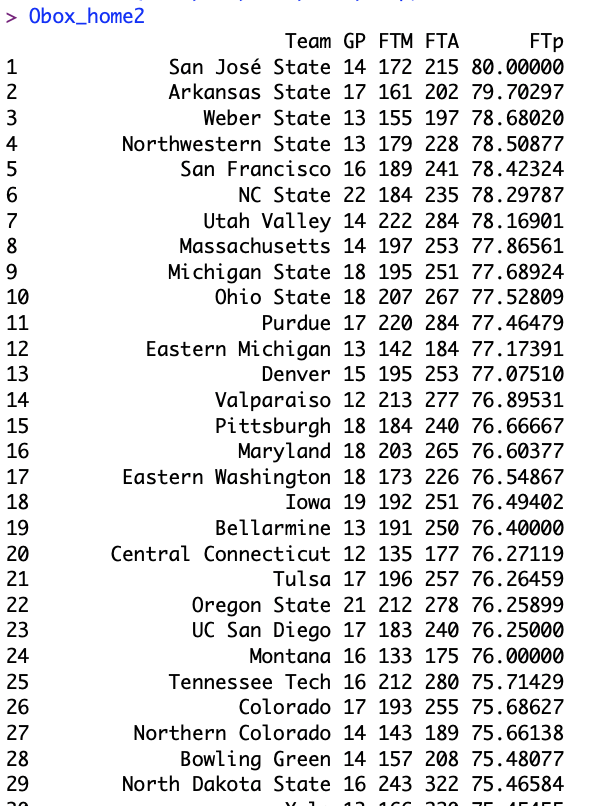 > Obox_home2
Team GP FTM FTA FTp
1 San José State 14 172 215 80.00000
2 Arkansas State 17 161 202 79.70297
3 Weber State 13 155 197 78.68020
4 Northwestern State 13 179 228 78.50877
5 San Francisco 16 189 241 78.42324
6 NC State 22 184 235 78.29787
7 Utah Valley 14 222 284 78.16901
8 Massachusetts 14 197 253 77.86561
9 Michigan State 18 195 251 77.68924
10 Ohio State 18 207 267 77.52809
11 Purdue 17 220 284 77.46479
12 Eastern Michigan 13 142 184 77.17391
13 Denver 15 195 253 77.07510
14 Valparaiso 12 213 277 76.89531
15 Pittsburgh 18 184 240 76.66667
16 Maryland 18 203 265 76.60377
17 Eastern Washington 18 173 226 76.54867
18 Iowa 19 192 251 76.49402
19 Bellarmine 13 191 250 76.40000
20 Central Connecticut 12 135 177 76.27119
21 Tulsa 17 196 257 76.26459
22 Oregon State 21 212 278 76.25899
23 UC San Diego 17 183 240 76.25000
24 Montana 16 133 175 76.00000
25 Tennessee Tech 16 212 280 75.71429
26 Colorado 17 193 255 75.68627
27 Northern Colorado 14 143 189 75.66138
28 Bowling Green 14 157 208 75.48077
29 North Dakota State 16 243 322 75.46584